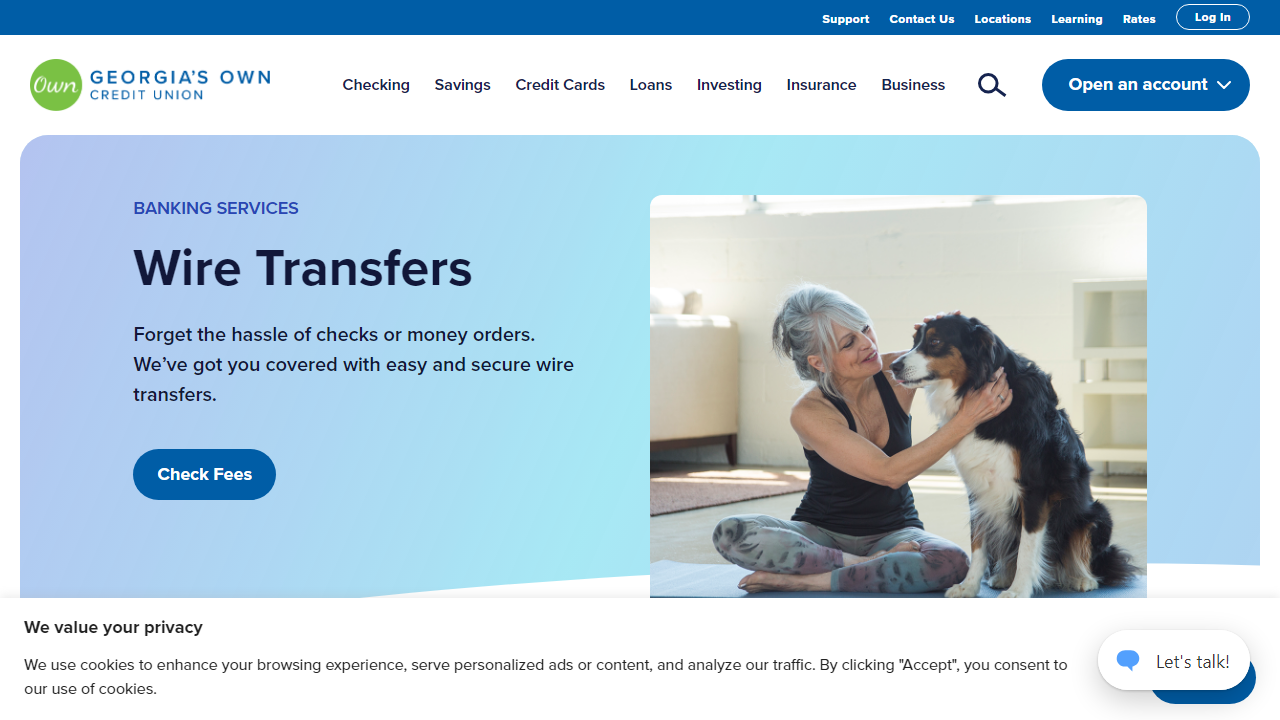 Support Contact Us Locations Learning Rates Log In
Own GEORGIA'S OWN
CREDIT UNION
Checking Savings Credit Cards Loans Investing Insurance Business Open an account
BANKING SERVICES
Wire Transfers
Forget the hassle of checks or money orders.
We've got you covered with easy and secure wire
transfers.
Check Fees
We value your privacy
We use cookies to enhance your browsing experience, serve personalized ads or content, and analyze our traffic. By clicking "Accept", you consent to
our use of cookies.
Let's talk!